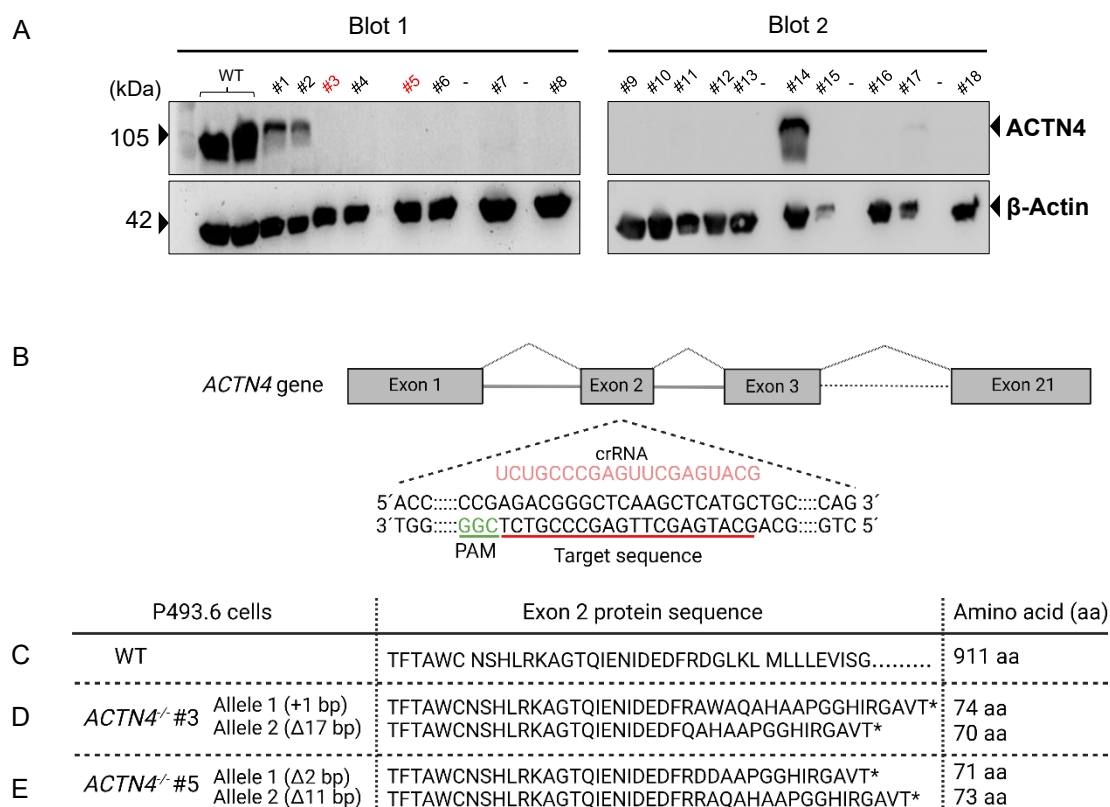 A
Blot 1
Blot 2
(kDa)
WT
#1
#2
#3
#4
#5
#6
-
#7
-
#8
#9
#10
#11
#12
#13
-
#14
#15
-
#16
#17
-
#18
105
ACTN4
42
β-Actin
B
ACTN4 gene
Exon 1
Exon 2
Exon 3
Exon 21
crRNA
UCUGCCCGAGUUCGAGUACG
5´ACC:::::CCGAGACGGGCTCAAGCTCATGCTGC::::CAG 3´
3´TGG:::::GGCTCTGCCCGAGTTCGAGTACGACG::::GTC 5´
PAM
Target sequence
P493.6 cells
Exon 2 protein sequence
Amino acid (aa)
C
WT
TFTAWC NSHLRKAGTQIENIDEDFRDGLKL MLLLEVISG.........
911 aa
D
ACTN4-/- #3
Allele 1 (+1 bp)
TFTAWCNSHLRKAGTQIENIDEDFRAWAQAHAAPGGHIRGAVT*
74 aa
Allele 2 (Δ17 bp)
TFTAWCNSHLRKAGTQIENIDEDFQAHAAPGGHIRGAVT*
70 aa
E
ACTN4-/- #5
Allele 1 (Δ2 bp)
TFTAWCNSHLRKAGTQIENIDEDFRDDAAPGGHIRGAVT*
71 aa
Allele 2 (Δ11 bp)
TFTAWCNSHLRKAGTQIENIDEDFRRAQAHAAPGGHIRGAVT*
73 aa